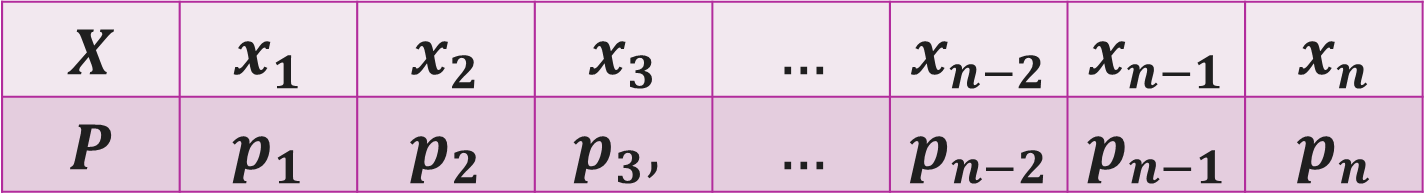 X x₁ x₂ x₃ ... xₙ₋₂ xₙ₋₁ xₙ
P p₁ p₂ p₃, ... pₙ₋₂ pₙ₋₁ pₙ